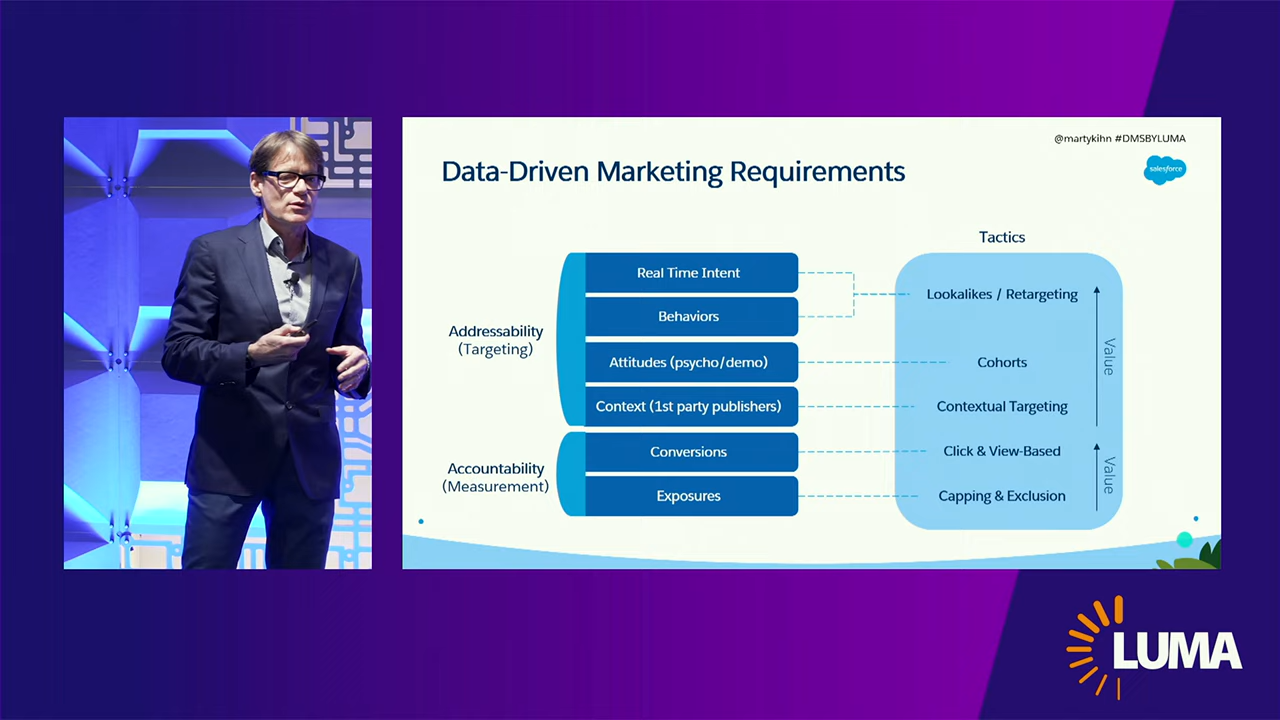 @martykihn #DMSBYLUMA
Data-Driven Marketing Requirements
salesforce
Tactics
Addressability
(Targeting)
Real Time Intent
Behaviors
Attitudes (psycho/demo)
Context (1st party publishers)
Lookalikes / Retargeting
Cohorts
Contextual Targeting
Value
Accountability
(Measurement)
Conversions
Exposures
Click & View-Based
Capping & Exclusion
Value
LUMA